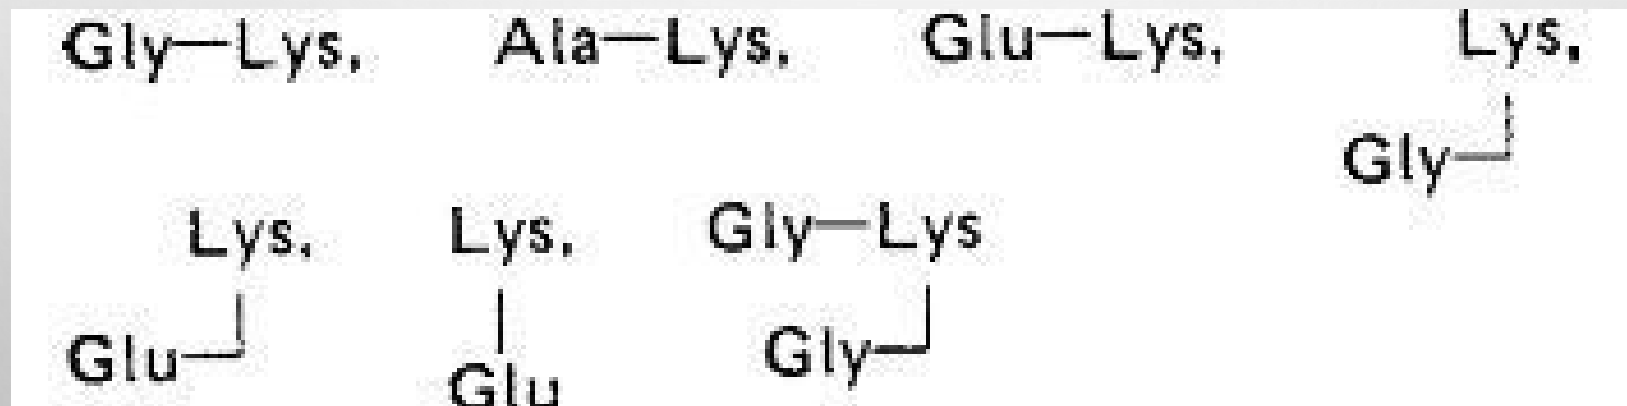 Gly—Lys, Ala—Lys, Glu—Lys, Lys,
Gly
Lys, Lys, Gly—Lys
Glu Glu Gly